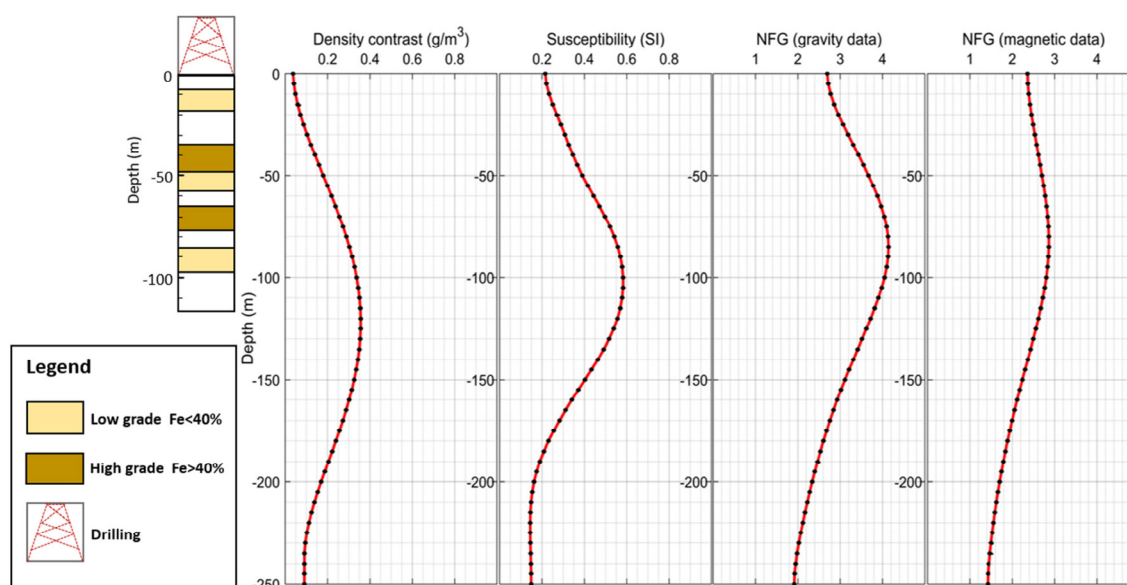 Density contrast (g/m³)
0.2 0.4 0.6 0.8
Susceptibility (SI)
0.2 0.4 0.6 0.8
NFG (gravity data)
1 2 3 4
NFG (magnetic data)
1 2 3 4
0
-50
-100
Depth (m)
0
-50
-100
-150
-200
250
Depth (m)
0
-50
-100
-150
-200
0
-50
-100
-150
-200
0
-50
-100
-150
-200
Legend
Low grade Fe<40%
High grade Fe>40%
Drilling